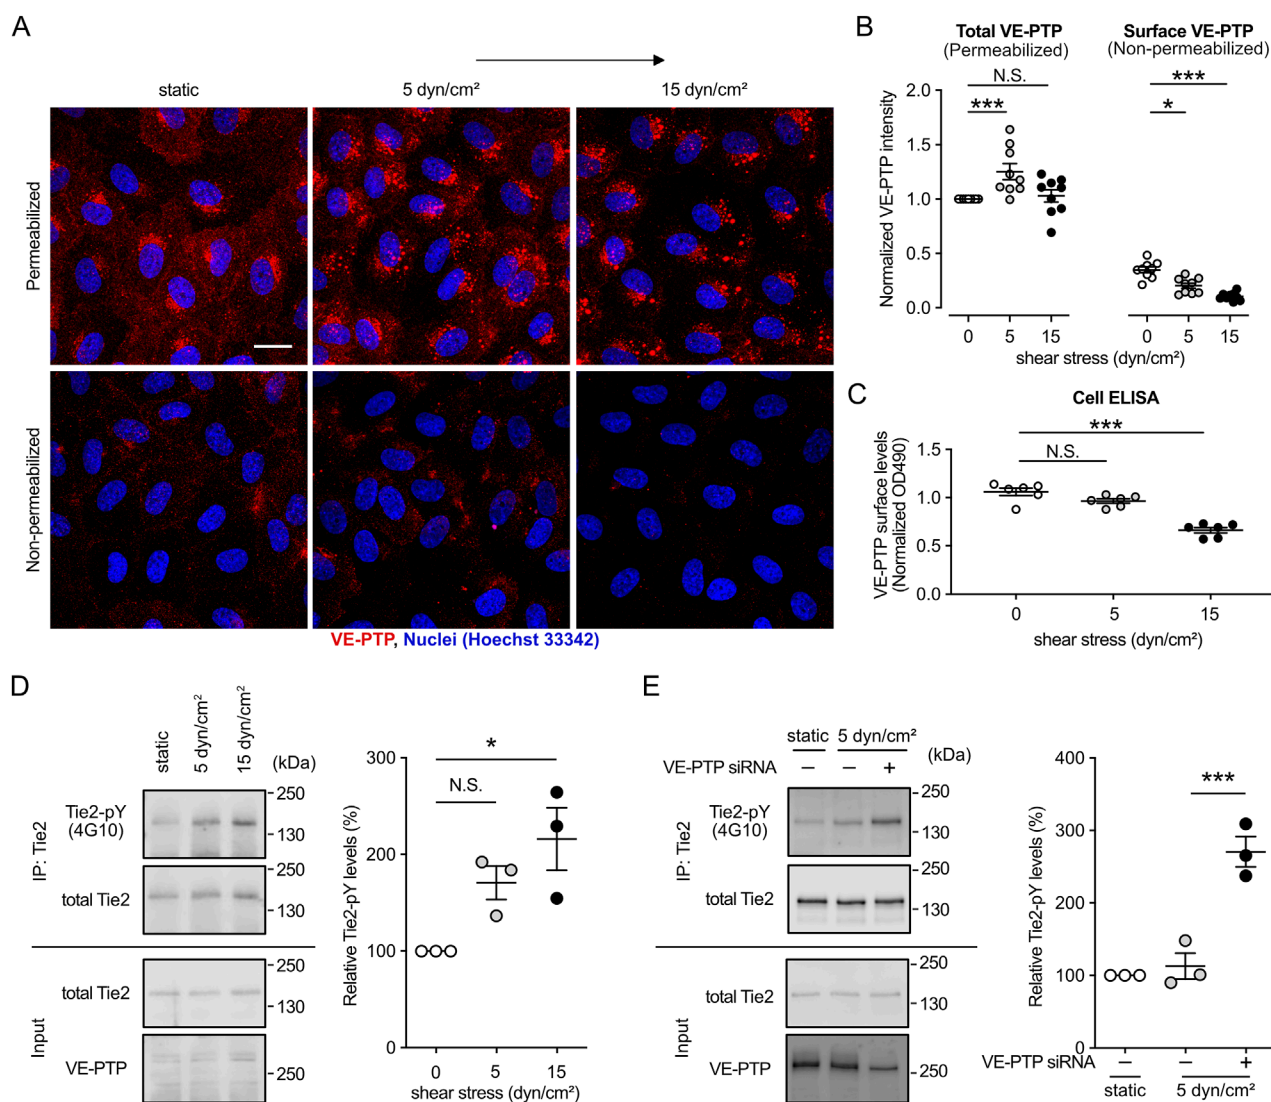 A
static
5 dyn/cm²
15 dyn/cm²
Permeabilized
Non-permeabilized
VE-PTP, Nuclei (Hoechst 33342)
B
Total VE-PTP
(Permeabilized)
Surface VE-PTP
(Non-permeabilized)
N.S.
***
***
*
Normalized VE-PTP intensity
2.0
1.5
1.0
0.5
0.0
0 5 15 0 5 15
shear stress (dyn/cm²)
C
Cell ELISA
***
N.S.
VE-PTP surface levels
(Normalized OD490)
1.5
1.0
0.5
0.0
0 5 15
shear stress (dyn/cm²)
D
static
5 dyn/cm²
15 dyn/cm²
(kDa)
IP: Tie2
Tie2-pY
(4G10)
250
130
total Tie2
250
130
Input
total Tie2
250
130
VE-PTP
250
Relative Tie2-pY levels (%)
300
200
100
0
*
N.S.
0 5 15
shear stress (dyn/cm²)
E
static 5 dyn/cm²
VE-PTP siRNA − − +
(kDa)
IP: Tie2
Tie2-pY
(4G10)
250
130
total Tie2
250
130
Input
total Tie2
250
130
VE-PTP
250
Relative Tie2-pY levels (%)
400
300
200
100
0
***
VE-PTP siRNA − − +
static 5 dyn/cm²